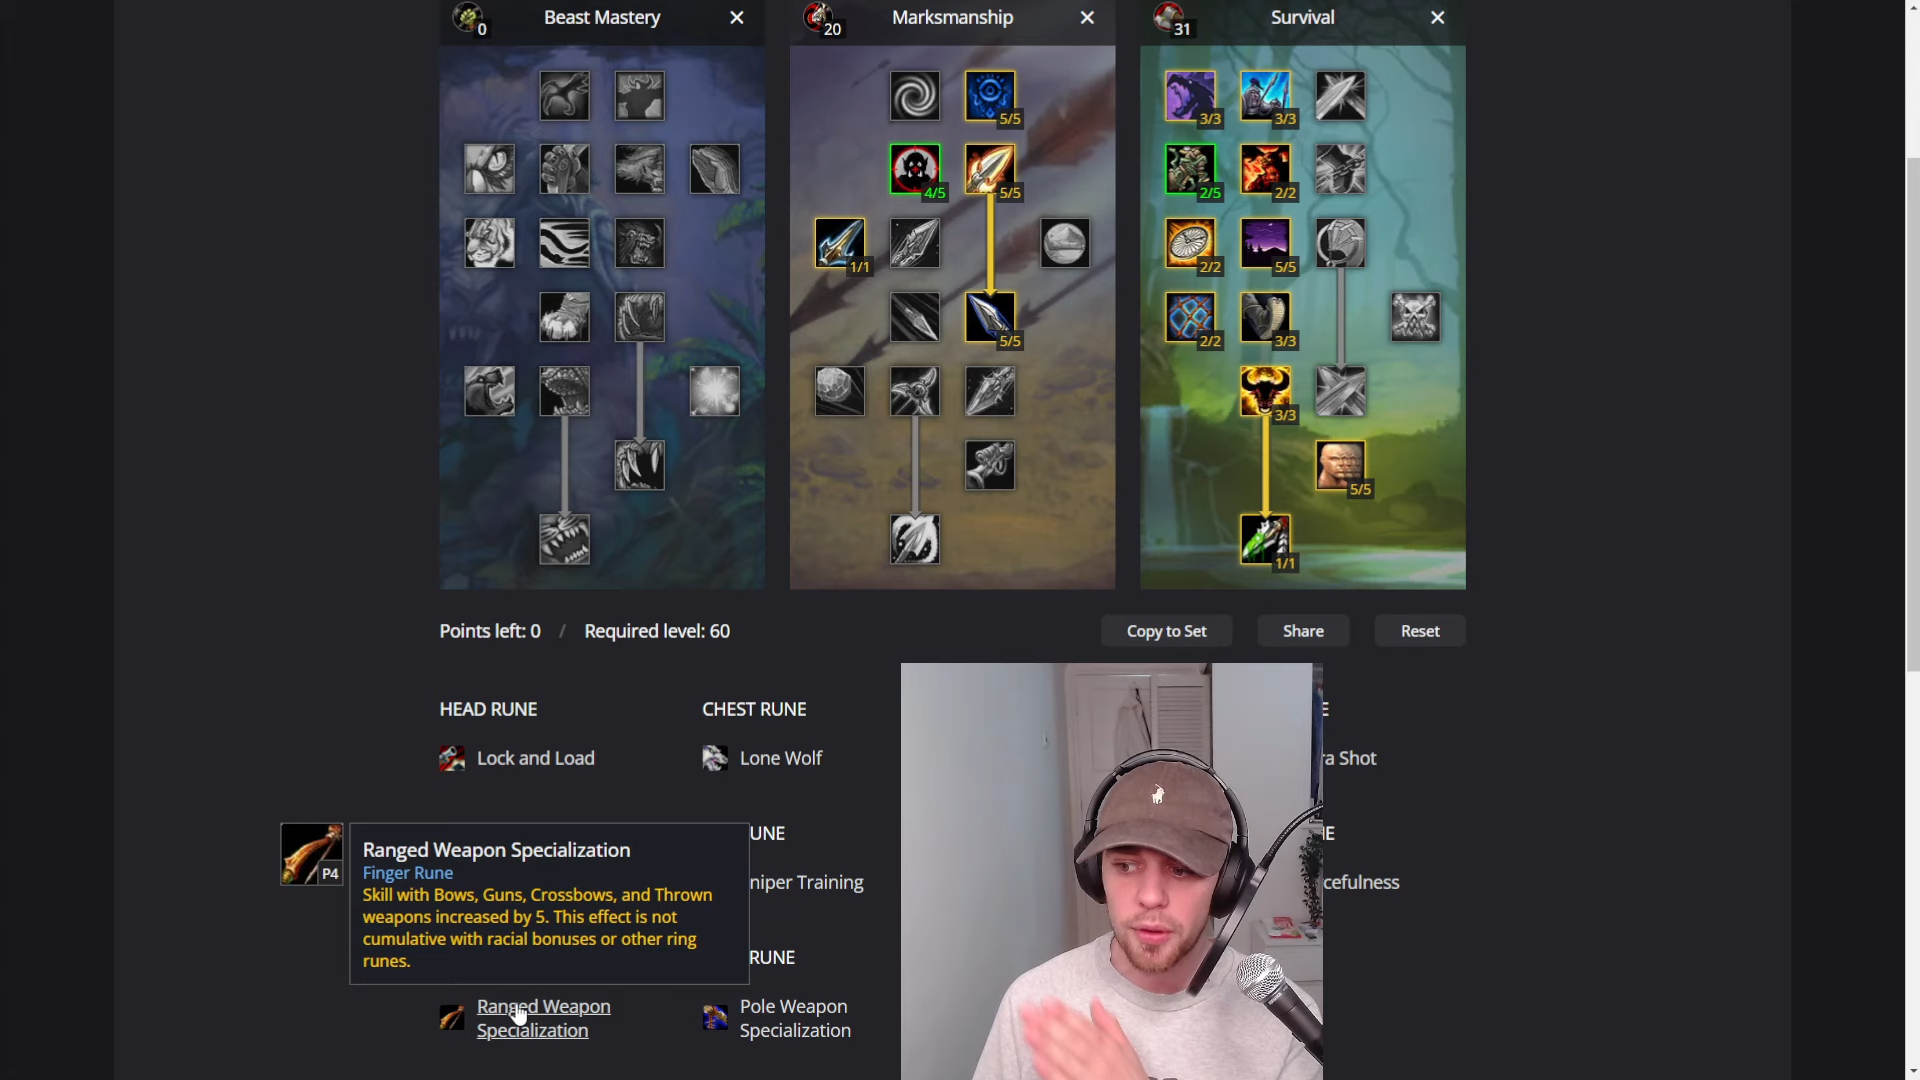 0 Beast Mastery ✕
20 Marksmanship ✕
31 Survival ✕
5/5
3/3 3/3
4/5 5/5
2/5 2/2
1/1
2/2 5/5
5/5
2/2 3/3
3/3
5/5
1/1
Points left: 0 / Required level: 60
Copy to Set Share Reset
HEAD RUNE
CHEST RUNE
E
Lock and Load
Lone Wolf
ra Shot
P4
Ranged Weapon Specialization
Finger Rune
Skill with Bows, Guns, Crossbows, and Thrown
weapons increased by 5. This effect is not
cumulative with racial bonuses or other ring
runes.
UNE
E
niper Training
cefulness
RUNE
Ranged Weapon
Specialization
Pole Weapon
Specialization